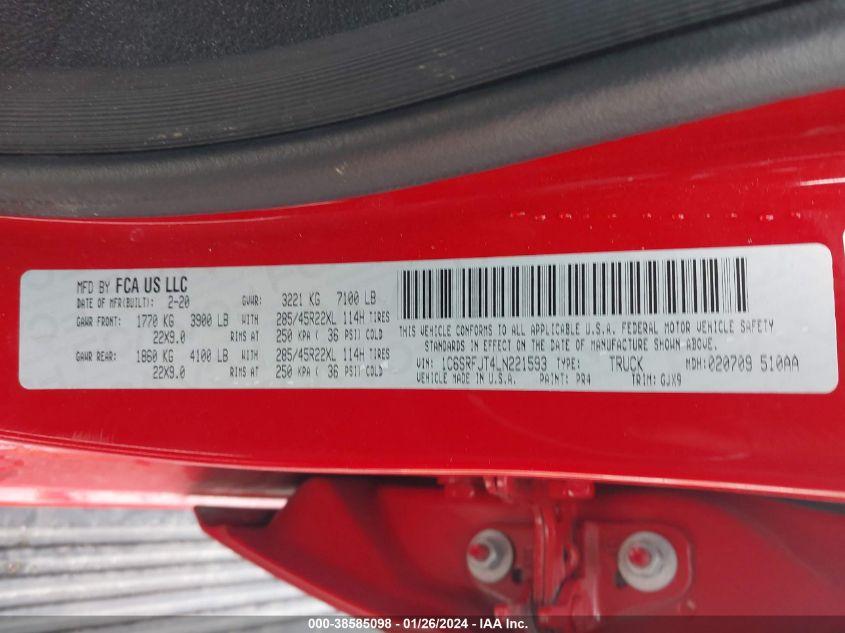 MFD BY FCA US LLC
DATE OF MFR(BUILT): 2-20 GVWR: 3221 KG 7100 LB
GAWR FRONT: 1770 KG 3900 LB WITH 285/45R22XL 114H TIRES
22X9.0 RIMS AT 250 KPA ( 36 PSI) COLD
GAWR REAR: 1860 KG 4100 LB WITH 285/45R22XL 114H TIRES
22X9.0 RIMS AT 250 KPA ( 36 PSI) COLD
THIS VEHICLE CONFORMS TO ALL APPLICABLE U.S.A. FEDERAL MOTOR VEHICLE SAFETY
STANDARDS IN EFFECT ON THE DATE OF MANUFACTURE SHOWN ABOVE.
VIN: 1C6SRFJT4LN221593 TYPE: TRUCK MDH:020709 510AA
VEHICLE MADE IN U.S.A. PAINT: PR4 TRIM: GJX9
***38585098 - 01/26/2024 - IAA Inc.